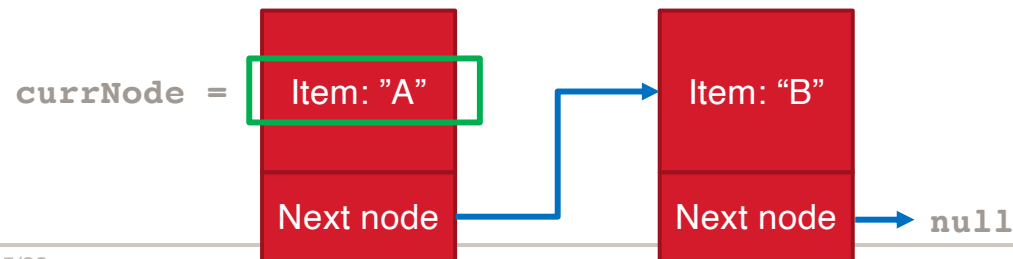 currNode =
Item: ”A”
Item: “B”
Next node
Next node
null